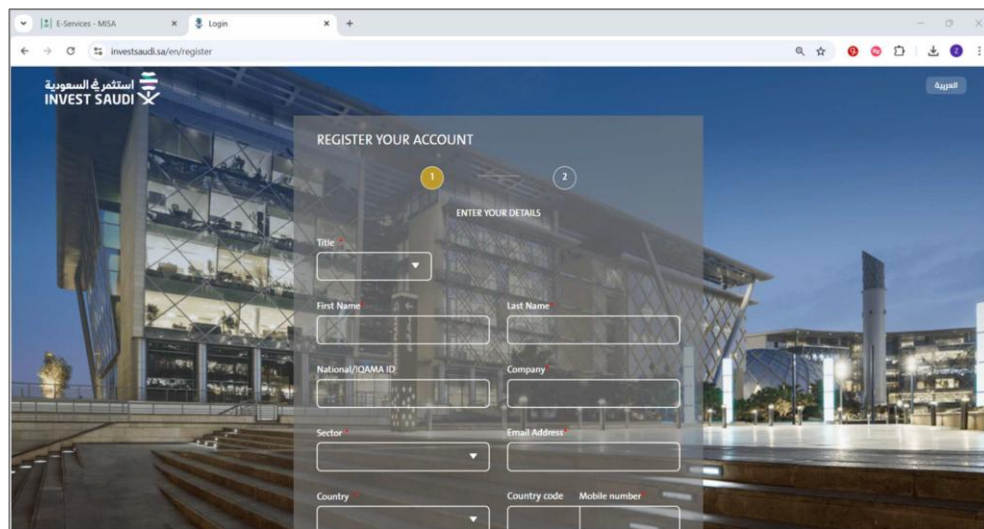 E-Services - MISA
Login
investsaudi.sa/en/register
استثمر في السعودية
INVEST SAUDI
العربية
REGISTER YOUR ACCOUNT
1 2
ENTER YOUR DETAILS
Title *
First Name * Last Name *
National/IQAMA ID Company *
Sector * Email Address *
Country * Country code Mobile number *